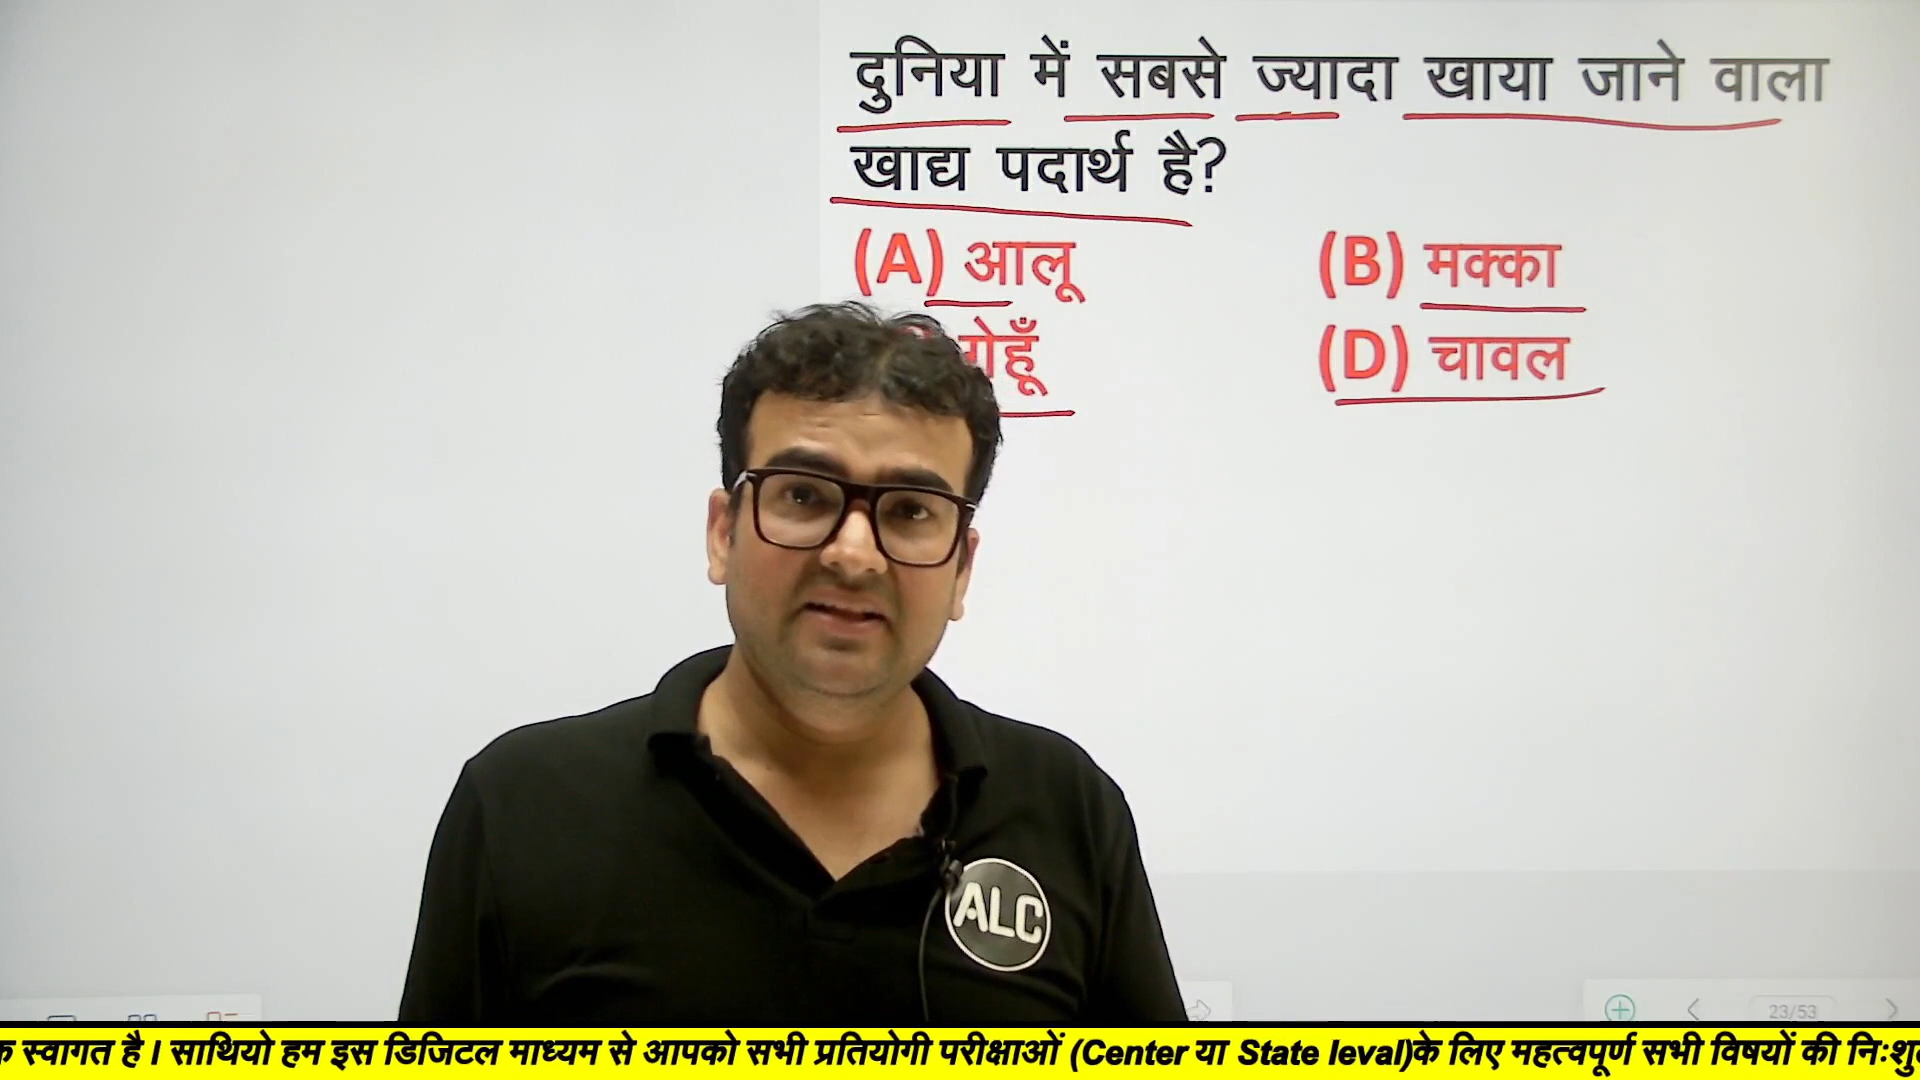 दुनिया में सबसे ज्यादा खाया जाने वाला
खाद्य पदार्थ है?
(A) आलू
(B) मक्का
गेहूँ
(D) चावल
ALC
23/53
स्वागत है । साथियो हम इस डिजिटल माध्यम से आपको सभी प्रतियोगी परीक्षाओं (Center या State leval)के लिए महत्वपूर्ण सभी विषयों की